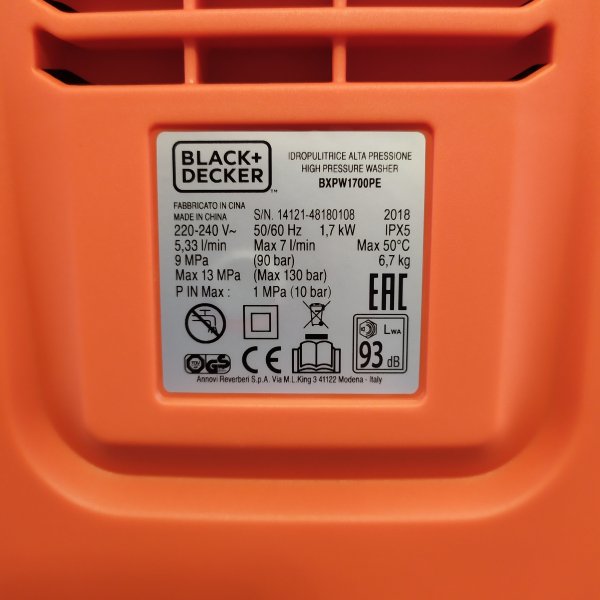 BLACK+
DECKER™
IDROPULITRICE ALTA PRESSIONE
HIGH PRESSURE WASHER
BXPW1700PE
FABBRICATO IN CINA
MADE IN CHINA
S/N. 14121-48180108 2018
220-240 V~ 50/60 Hz 1,7 kW IPX5
5,33 l/min Max 7 l/min Max 50°C
9 MPa (90 bar) 6,7 kg
Max 13 MPa (Max 130 bar)
P IN Max : 1 MPa (10 bar)
EAC
LWA
93 dB
GS
CE
Annovi Reverberi S.p.A. Via M.L.King 3 41122 Modena - Italy